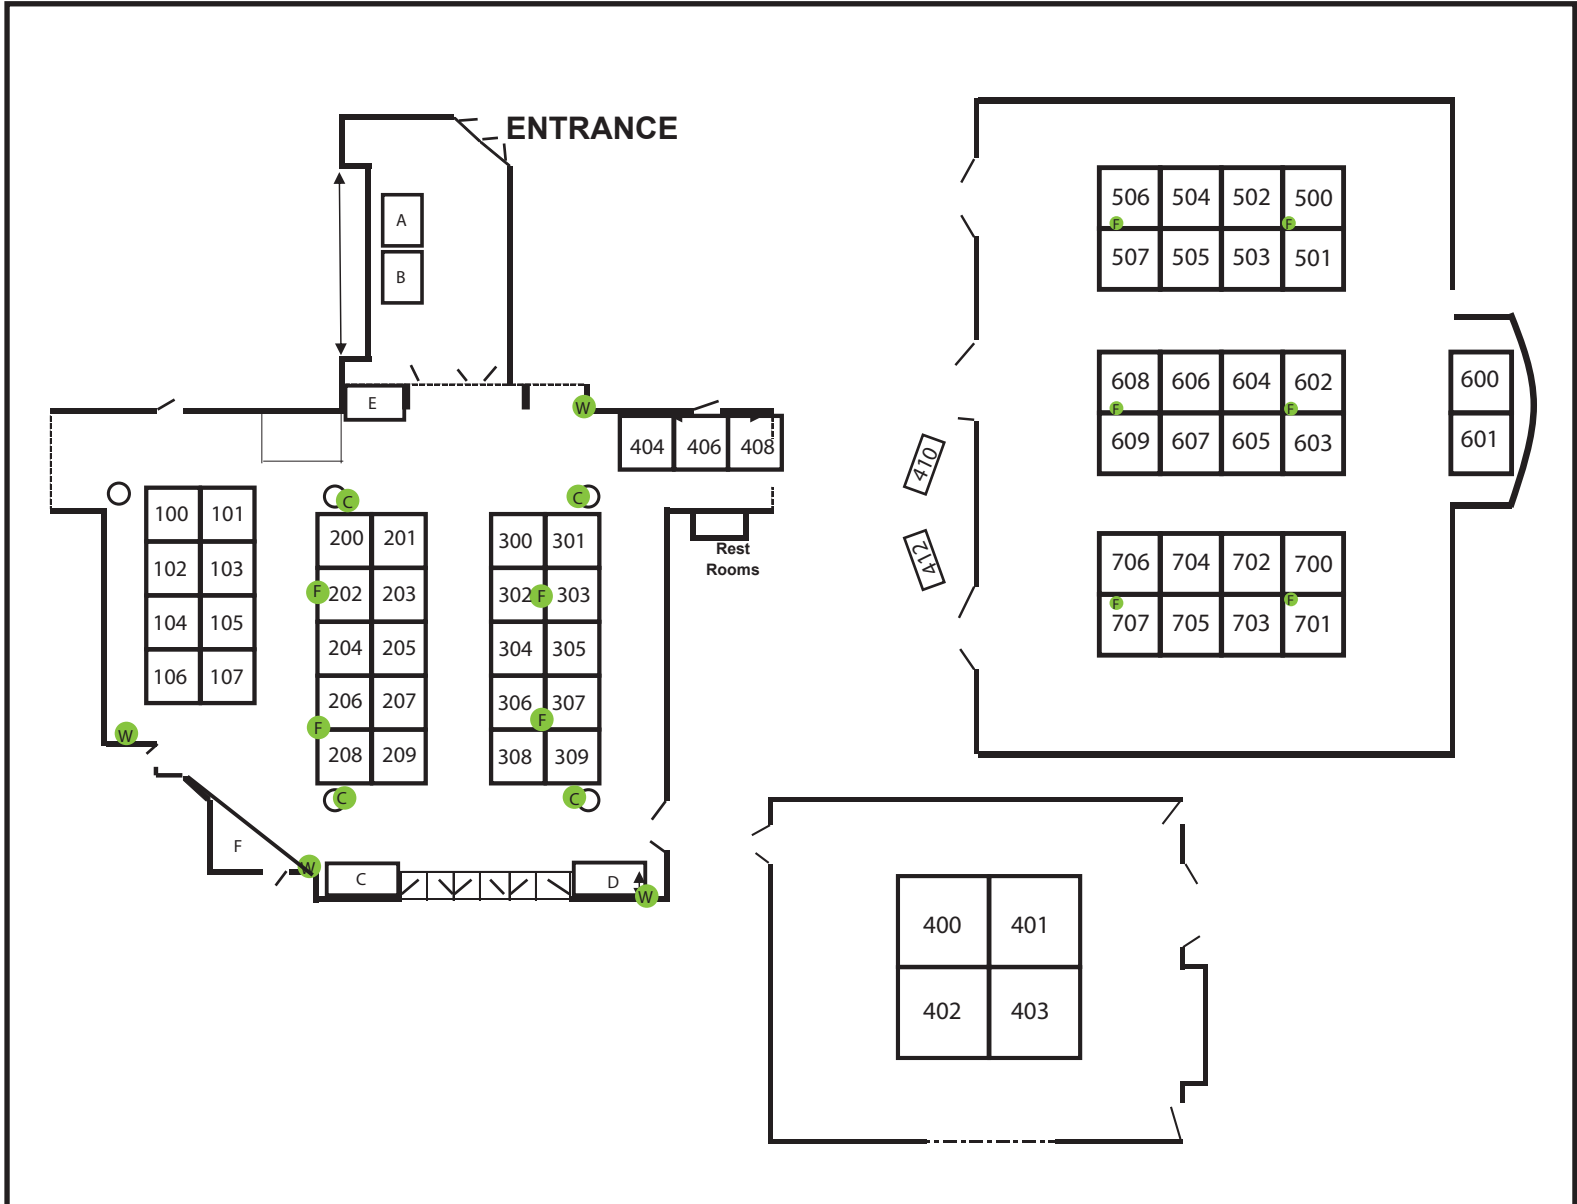 ENTRANCE
A
B
E
W
404 406 408
C
C
100 101
102 103
104 105
106 107
200 201
F 202 203
204 205
206 207
F
208 209
300 301
302 F 303
304 305
306 307
F
308 309
Rest
Rooms
W
C
C
F
W
C
D
W
410
412
506 504 502 500
F F
507 505 503 501
608 606 604 602
F F
609 607 605 603
600
601
706 704 702 700
F F
707 705 703 701
400 401
402 403